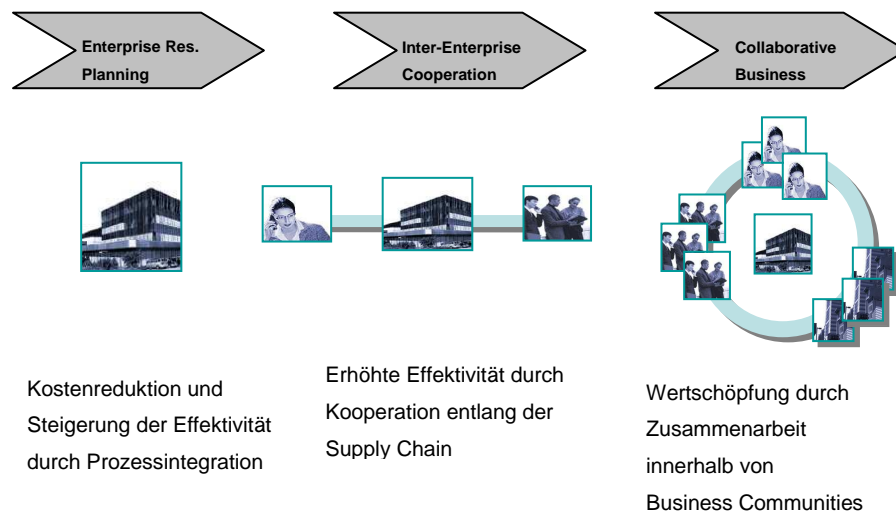 Enterprise Res.
Planning
Inter-Enterprise
Cooperation
Collaborative
Business
Kostenreduktion und
Steigerung der Effektivität
durch Prozessintegration
Erhöhte Effektivität durch
Kooperation entlang der
Supply Chain
Wertschöpfung durch
Zusammenarbeit
innerhalb von
Business Communities